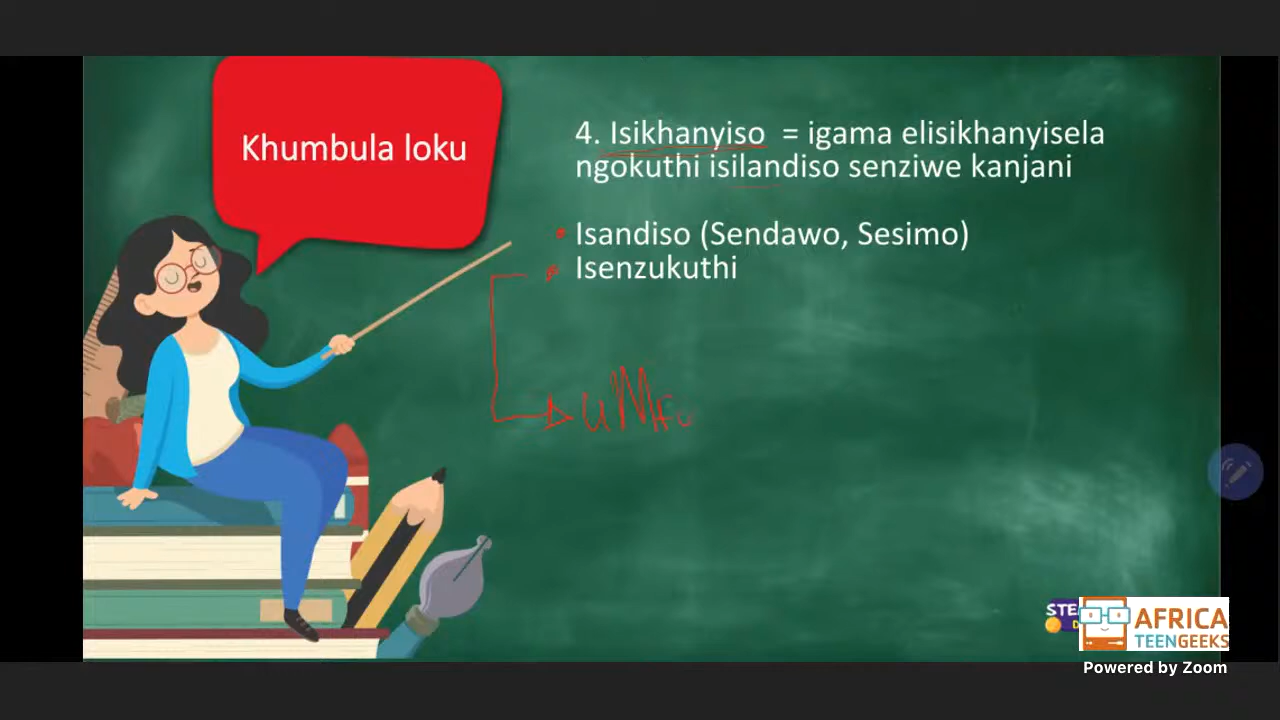 Khumbula loku
4. Isikhanyiso = igama elisikhanyisela
ngokuthi isilandiso senziwe kanjani
Isandiso (Sendawo, Sesimo)
Isenzukuthi
STE
AFRICA
TEENGEEKS
Powered by Zoom